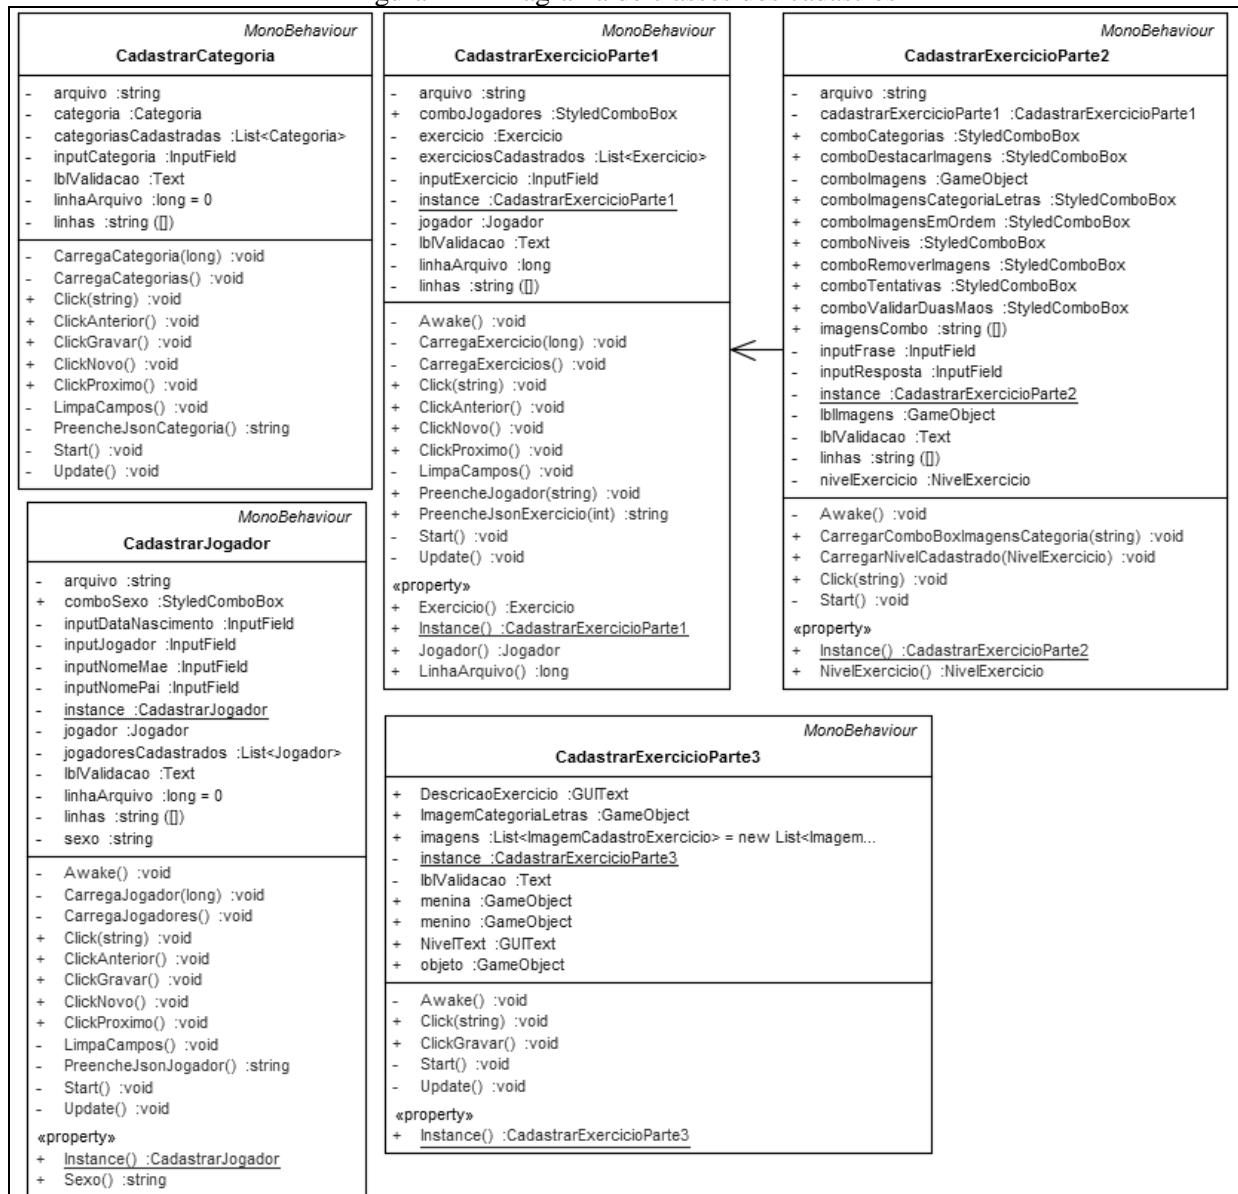 MonoBehaviour
CadastrarCategoria
- arquivo :string
- categoria :Categoria
- categoriasCadastradas :List<Categoria>
- inputCategoria :InputField
- lblValidacao :Text
- linhaArquivo :long = 0
- linhas :string ([])
- CarregaCategoria(long) :void
- CarregaCategorias() :void
+ Click(string) :void
+ ClickAnterior() :void
+ ClickGravar() :void
+ ClickNovo() :void
+ ClickProximo() :void
- LimpaCampos() :void
- PreencheJsonCategoria() :string
- Start() :void
- Update() :void
MonoBehaviour
CadastrarExercicioParte1
- arquivo :string
+ comboJogadores :StyledComboBox
- exercicio :Exercicio
- exerciciosCadastrados :List<Exercicio>
- inputExercicio :InputField
- instance :CadastrarExercicioParte1
- jogador :Jogador
- lblValidacao :Text
- linhaArquivo :long
- linhas :string ([])
- Awake() :void
- CarregaExercicio(long) :void
- CarregaExercicios() :void
+ Click(string) :void
+ ClickAnterior() :void
+ ClickNovo() :void
+ ClickProximo() :void
- LimpaCampos() :void
+ PreencheJogador(string) :void
+ PreencheJsonExercicio(int) :string
- Start() :void
- Update() :void
«property»
+ Exercicio() :Exercicio
+ Instance() :CadastrarExercicioParte1
+ Jogador() :Jogador
+ LinhaArquivo() :long
MonoBehaviour
CadastrarExercicioParte2
- arquivo :string
- cadastrarExercicioParte1 :CadastrarExercicioParte1
+ comboCategorias :StyledComboBox
+ comboDestacarImagens :StyledComboBox
- comboImagens :GameObject
+ comboImagensCategoriaLetras :StyledComboBox
+ comboImagensEmOrdem :StyledComboBox
+ comboNiveis :StyledComboBox
+ comboRemoverImagens :StyledComboBox
+ comboTentativas :StyledComboBox
+ comboValidarDuasMaos :StyledComboBox
+ imagensCombo :string ([])
- inputFrase :InputField
- inputResposta :InputField
- instance :CadastrarExercicioParte2
- lblImagens :GameObject
- lblValidacao :Text
- linhas :string ([])
- nivelExercicio :NivelExercicio
- Awake() :void
+ CarregarComboBoxImagensCategoria(string) :void
+ CarregarNivelCadastrado(NivelExercicio) :void
+ Click(string) :void
- Start() :void
«property»
+ Instance() :CadastrarExercicioParte2
+ NivelExercicio() :NivelExercicio
MonoBehaviour
CadastrarJogador
- arquivo :string
+ comboSexo :StyledComboBox
- inputDataNascimento :InputField
- inputJogador :InputField
- inputNomeMae :InputField
- inputNomePai :InputField
- instance :CadastrarJogador
- jogador :Jogador
- jogadoresCadastrados :List<Jogador>
- lblValidacao :Text
- linhaArquivo :long = 0
- linhas :string ([])
- sexo :string
- Awake() :void
- CarregaJogador(long) :void
- CarregaJogadores() :void
+ Click(string) :void
+ ClickAnterior() :void
+ ClickGravar() :void
+ ClickNovo() :void
+ ClickProximo() :void
- LimpaCampos() :void
- PreencheJsonJogador() :string
- Start() :void
- Update() :void
«property»
+ Instance() :CadastrarJogador
+ Sexo() :string
MonoBehaviour
CadastrarExercicioParte3
+ DescricaoExercicio :GUIText
+ ImagemCategoriaLetras :GameObject
+ imagens :List<ImagemCadastroExercicio> = new List<Imagem...
- instance :CadastrarExercicioParte3
- lblValidacao :Text
+ menina :GameObject
+ menino :GameObject
+ NivelText :GUIText
+ objeto :GameObject
- Awake() :void
+ Click(string) :void
+ ClickGravar() :void
- Start() :void
- Update() :void
«property»
+ Instance() :CadastrarExercicioParte3